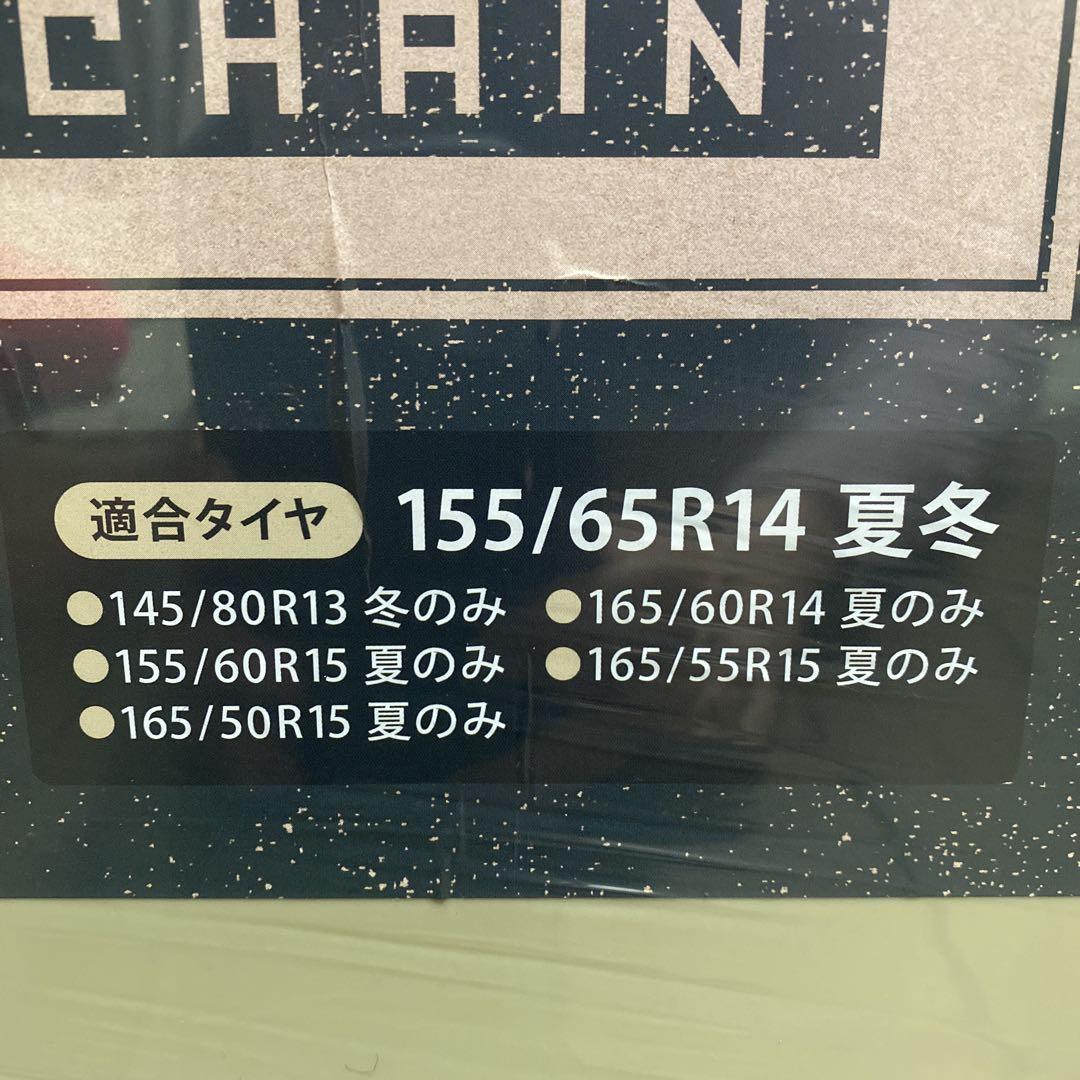 CHAIN
適合タイヤ 155/65R14 夏冬
●145/80R13 冬のみ ●165/60R14 夏のみ
●155/60R15 夏のみ ●165/55R15 夏のみ
●165/50R15 夏のみ